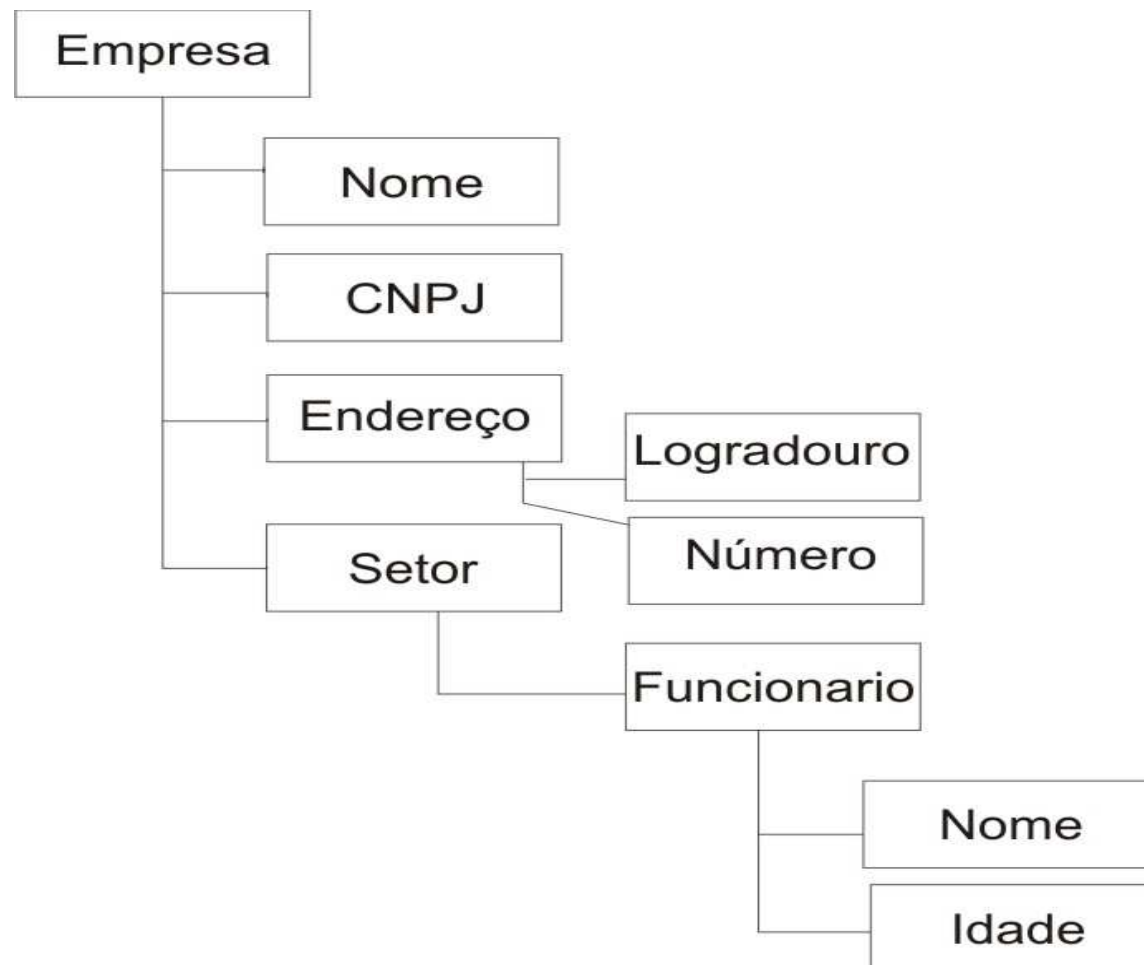 Empresa
Nome
CNPJ
Endereço
Logradouro
Número
Setor
Funcionario
Nome
Idade